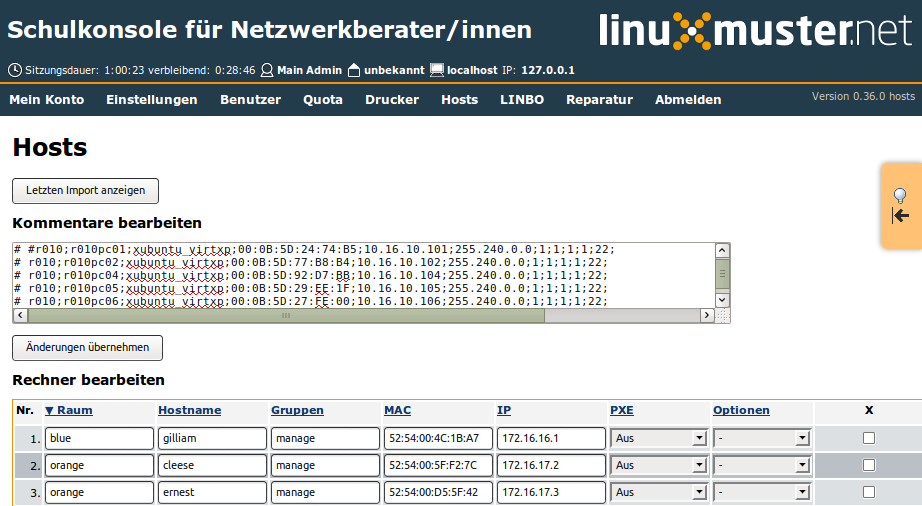 Schulkonsole für Netzwerkberater/innen
linuxmuster.net
Sitzungsdauer: 1:00:23 verbleibend: 0:28:46 Main Admin unbekannt localhost IP: 127.0.0.1
Mein Konto Einstellungen Benutzer Quota Drucker Hosts LINBO Reparatur Abmelden Version 0.36.0 hosts
Hosts
Letzten Import anzeigen
Kommentare bearbeiten
# #r010;r010pc01;xubuntu_virtxp;00:0B:5D:24:74:B5;10.16.10.101;255.240.0.0;1;1;1;1;22;
# r010;r010pc02;xubuntu_virtxp;00:0B:5D:77:B8:B4;10.16.10.102;255.240.0.0;1;1;1;1;22;
# r010;r010pc04;xubuntu_virtxp;00:0B:5D:92:D7:BB;10.16.10.104;255.240.0.0;1;1;1;1;22;
# r010;r010pc05;xubuntu_virtxp;00:0B:5D:29:EE:1F;10.16.10.105;255.240.0.0;1;1;1;1;22;
# r010;r010pc06;xubuntu_virtxp;00:0B:5D:27:FE:00;10.16.10.106;255.240.0.0;1;1;1;1;22;
Änderungen übernehmen
Rechner bearbeiten
Nr. ▼ Raum Hostname Gruppen MAC IP PXE Optionen X
1. blue gilliam manage 52:54:00:4C:1B:A7 172.16.16.1 Aus -
2. orange cleese manage 52:54:00:5F:F2:7C 172.16.17.2 Aus -
3. orange ernest manage 52:54:00:D5:5F:42 172.16.17.3 Aus -